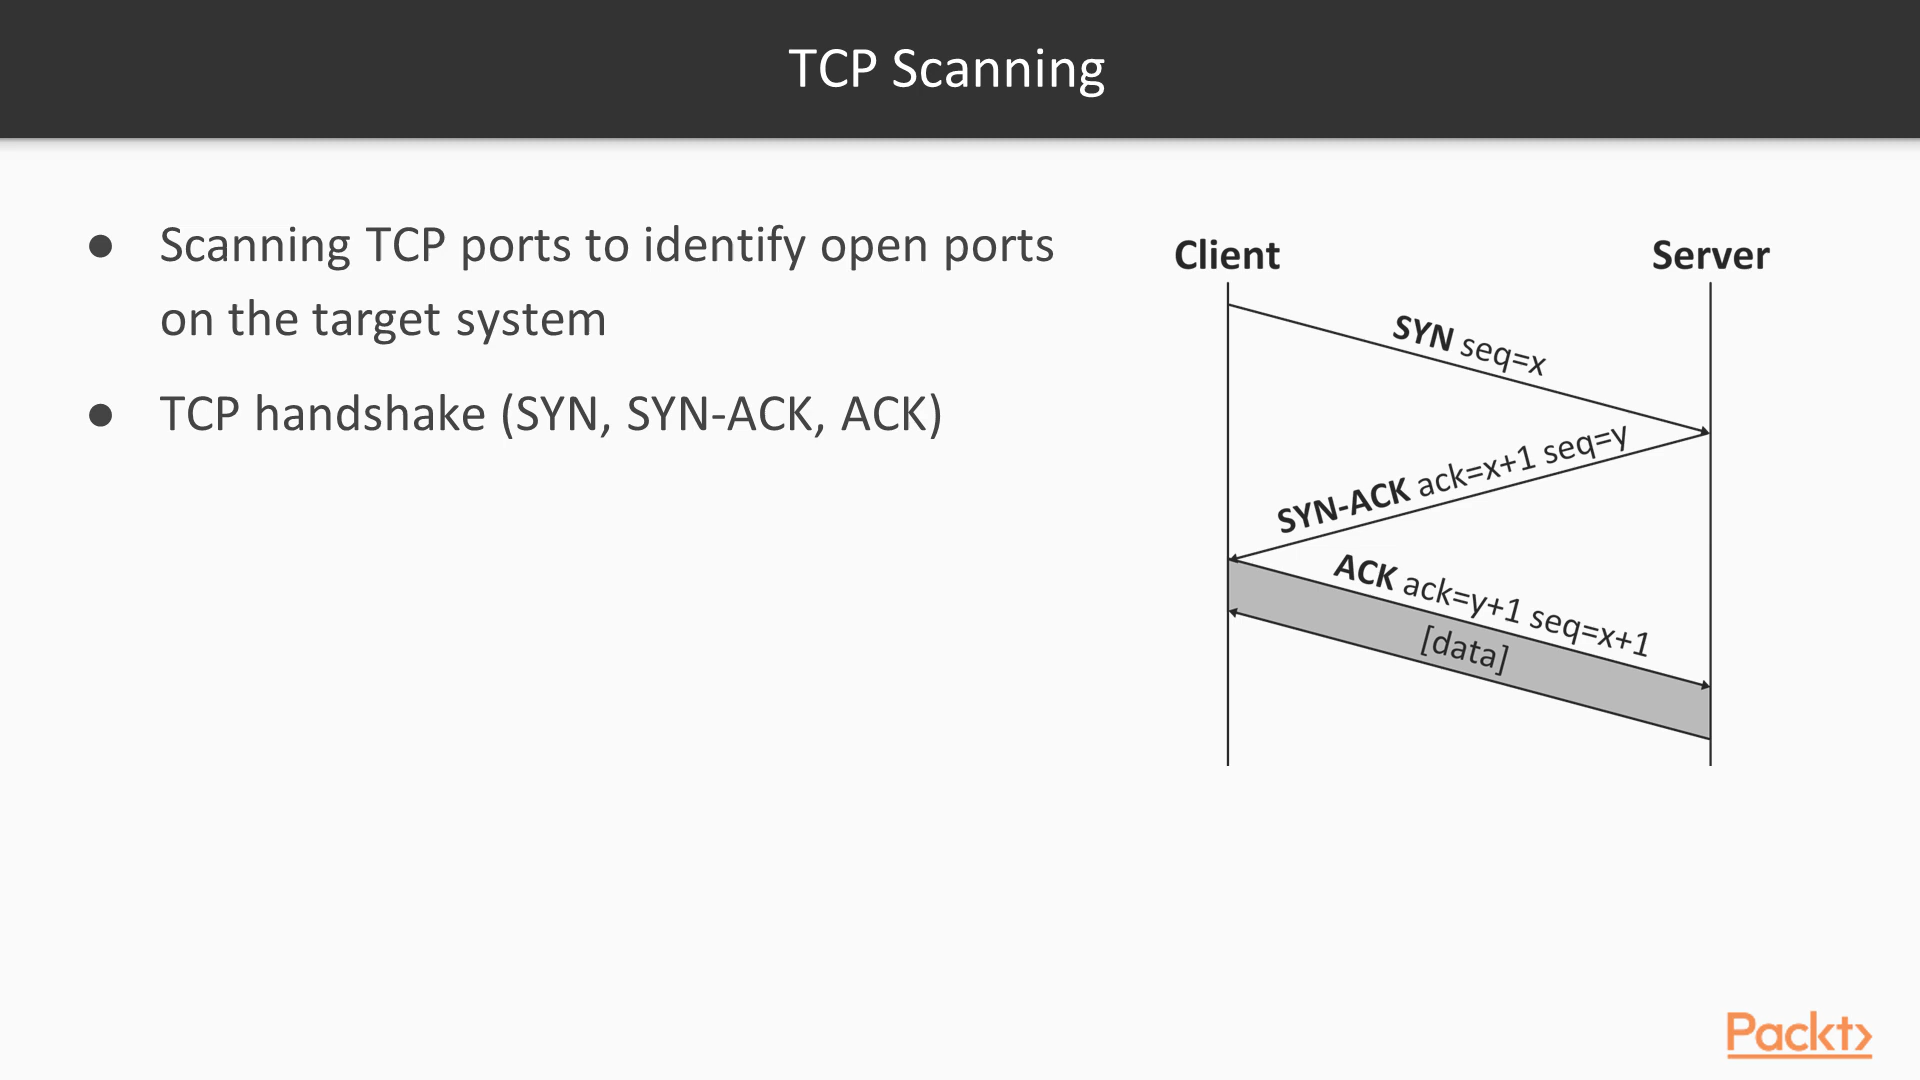 TCP Scanning
● Scanning TCP ports to identify open ports
on the target system
● TCP handshake (SYN, SYN-ACK, ACK)
Client
Server
SYN seq=x
SYN-ACK ack=x+1 seq=y
ACK ack=y+1 seq=x+1
[data]
Packt>